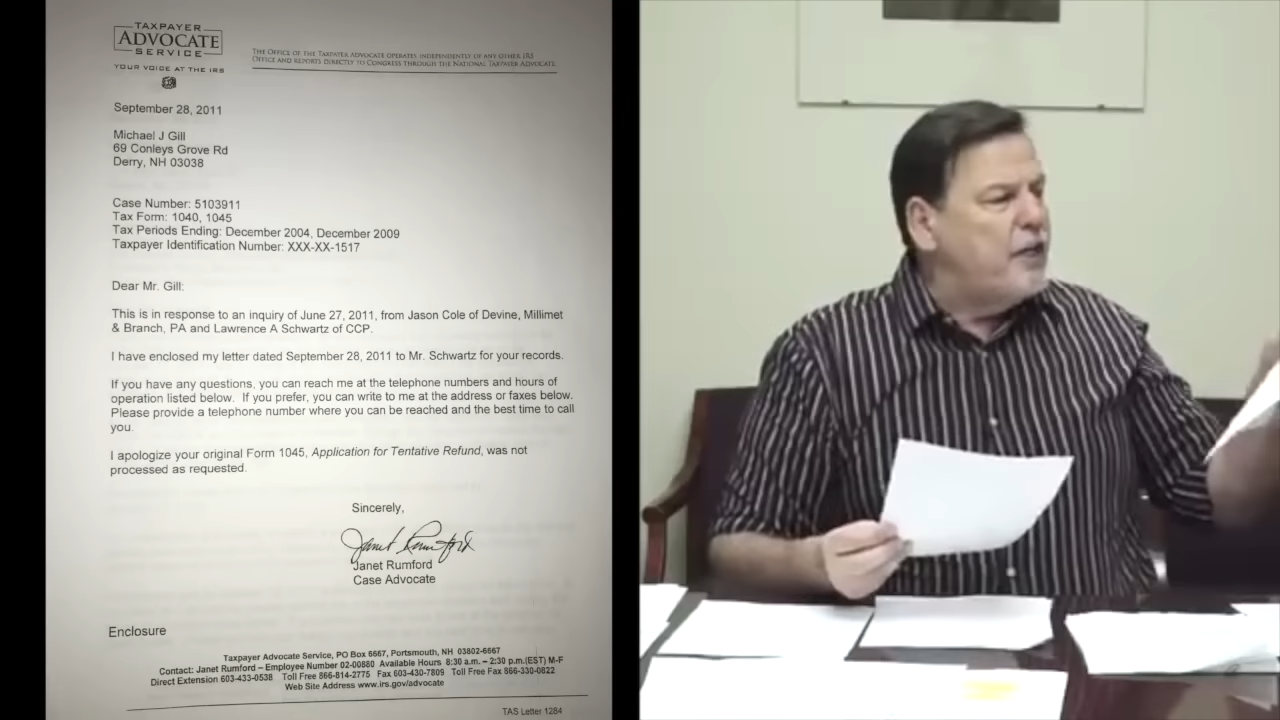 TAXPAYER
ADVOCATE
SERVICE
YOUR VOICE AT THE IRS
THE OFFICE OF THE TAXPAYER ADVOCATE OPERATES INDEPENDENTLY OF ANY OTHER IRS
OFFICE AND REPORTS DIRECTLY TO CONGRESS THROUGH THE NATIONAL TAXPAYER ADVOCATE.
September 28, 2011
Michael J Gill
69 Conleys Grove Rd
Derry, NH 03038
Case Number: 5103911
Tax Form: 1040, 1045
Tax Periods Ending: December 2004, December 2009
Taxpayer Identification Number: XXX-XX-1517
Dear Mr. Gill:
This is in response to an inquiry of June 27, 2011, from Jason Cole of Devine, Millimet
& Branch, PA and Lawrence A Schwartz of CCP.
I have enclosed my letter dated September 28, 2011 to Mr. Schwartz for your records.
If you have any questions, you can reach me at the telephone numbers and hours of
operation listed below. If you prefer, you can write to me at the address or faxes below.
Please provide a telephone number where you can be reached and the best time to call
you.
I apologize your original Form 1045, Application for Tentative Refund, was not
processed as requested.
Sincerely,
Janet Rumford
Janet Rumford
Case Advocate
Enclosure
Taxpayer Advocate Service, PO Box 6667, Portsmouth, NH 03802-6667
Contact: Janet Rumford – Employee Number 02-00880 Available Hours 6:30 a.m. – 2:30 p.m.(EST) M-F
Direct Extension 603-433-0538 Toll Free 866-814-2775 Fax 603-430-7809 Toll Free Fax 866-330-0822
Web Site Address www.irs.gov/advocate
TAS Letter 1284